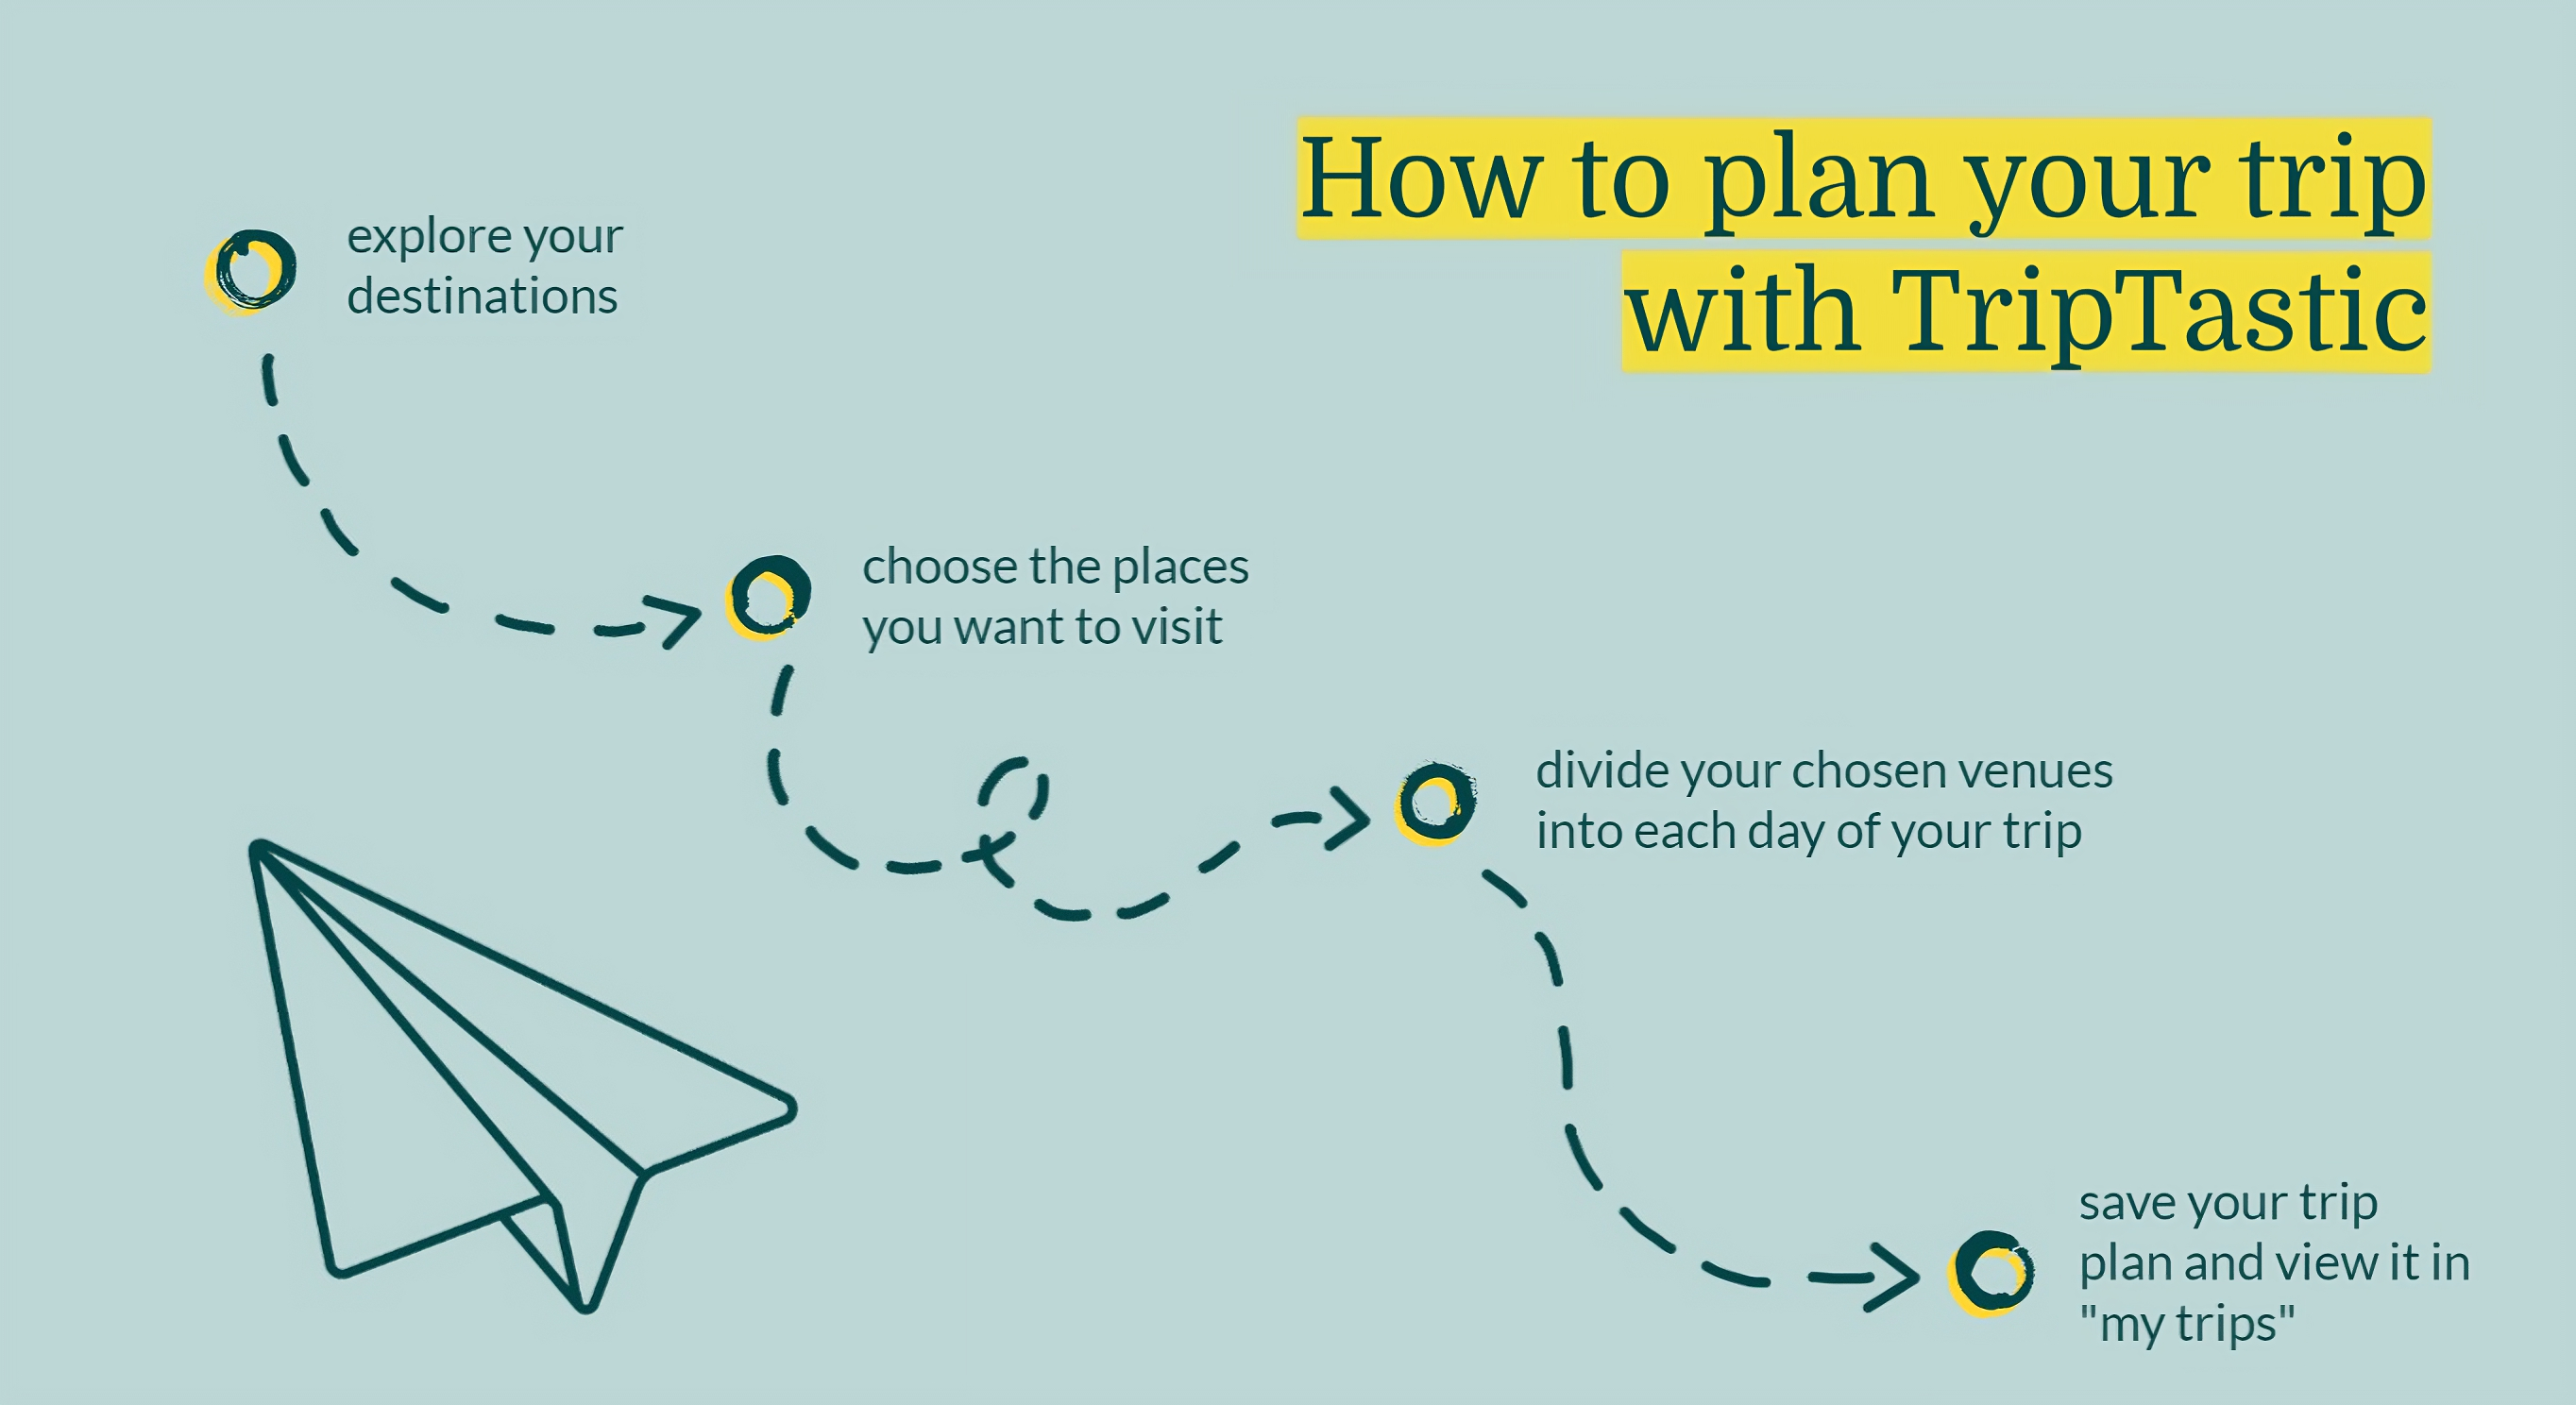 How to plan your trip
with TripTastic
explore your
destinations
choose the places
you want to visit
divide your chosen venues
into each day of your trip
save your trip
plan and view it in
"my trips"